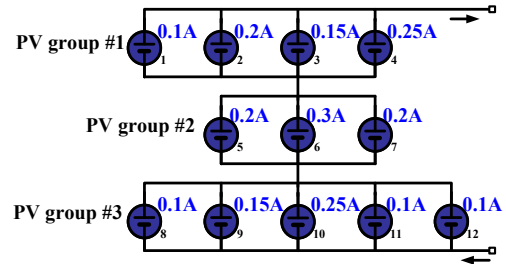 0.1A 0.2A 0.15A 0.25A
PV group #1
1 2 3 4
0.2A 0.3A 0.2A
PV group #2
5 6 7
0.1A 0.15A 0.25A 0.1A 0.1A
PV group #3
8 9 10 11 12